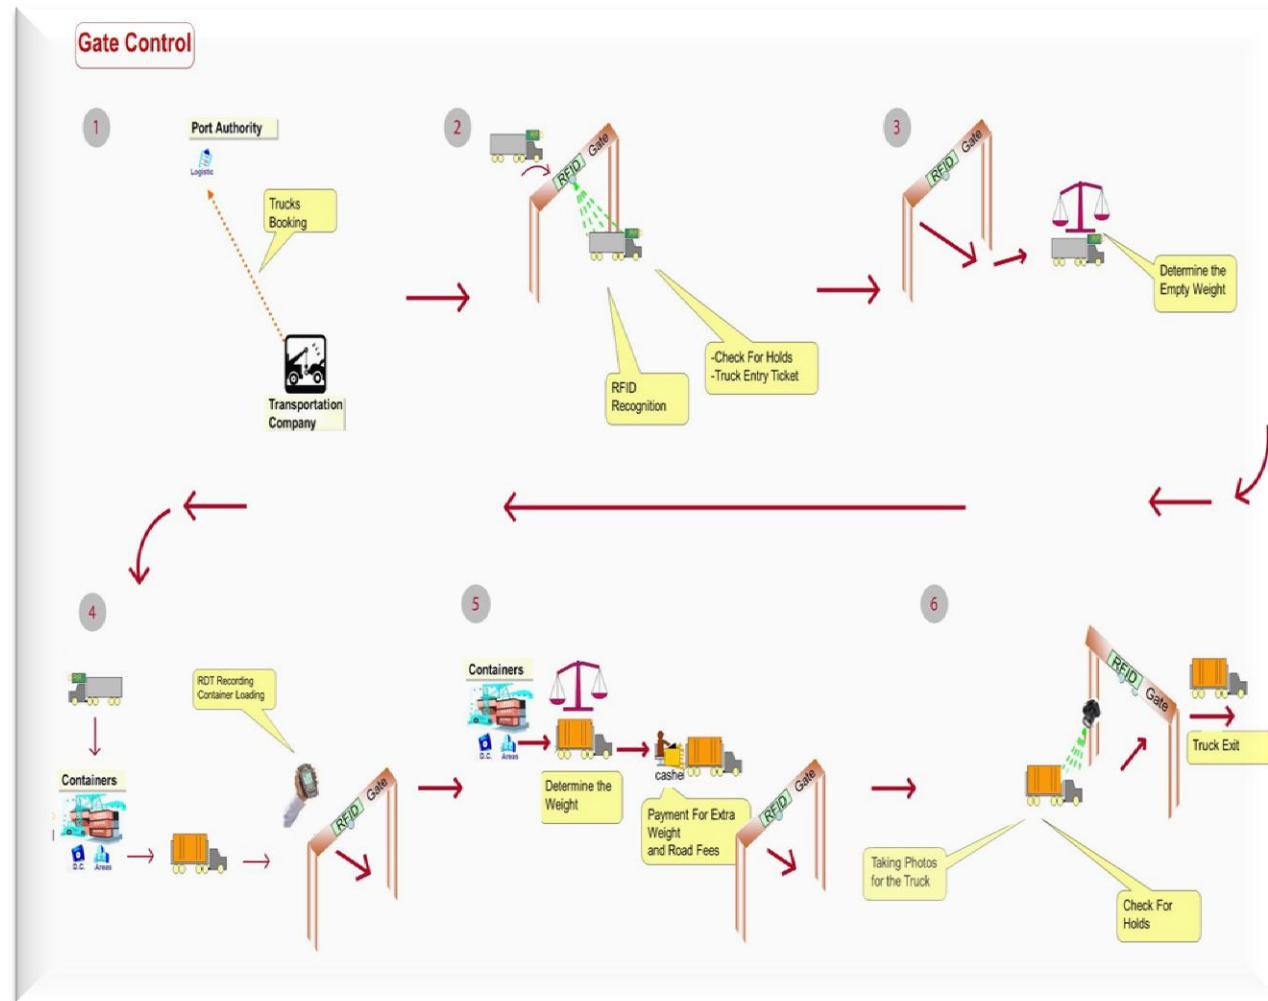 Gate Control
1
Port Authority
Logistic
Trucks
Booking
Transportation
Company
2
RFID Gate
-Check For Holds
-Truck Entry Ticket
RFID
Recognition
3
RFID Gate
Determine the
Empty Weight
4
RDT Recording
Container Loading
Containers
D.C. Areas
RFID Gate
5
Containers
D.C. Areas
Determine the
Weight
cashe
Payment For Extra
Weight
and Road Fees
RFID Gate
6
RFID Gate
Truck Exit
Taking Photos
for the Truck
Check For
Holds